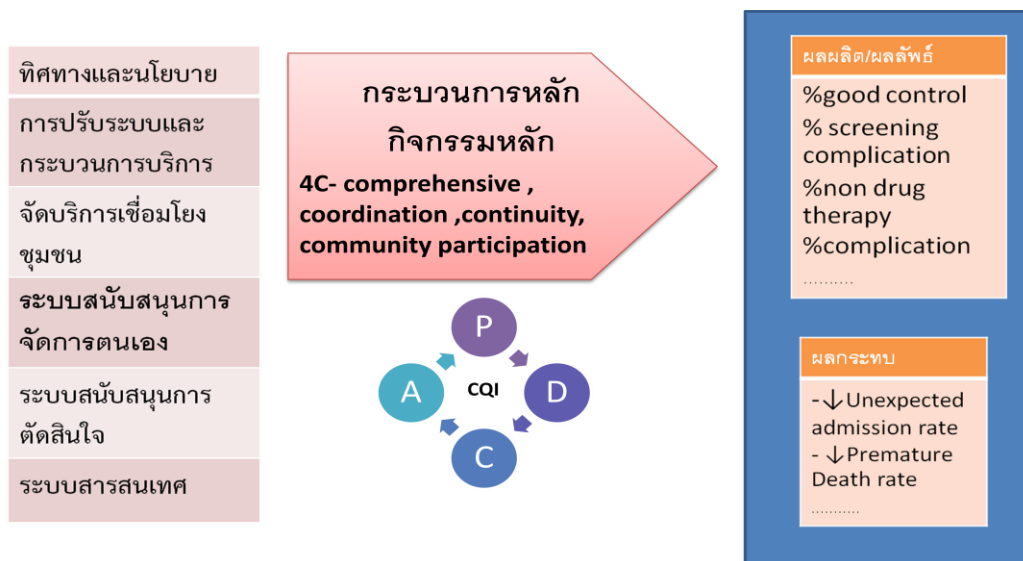 ทิศทางและนโยบาย
การปรับระบบและ
กระบวนการบริการ
จัดบริการเชื่อมโยง
ชุมชน
ระบบสนับสนุนการ
จัดการตนเอง
ระบบสนับสนุนการ
ตัดสินใจ
ระบบสารสนเทศ
กระบวนการหลัก
กิจกรรมหลัก
4C- comprehensive ,
coordination ,continuity,
community participation
P
A
CQI
D
C
ผลผลิต/ผลลัพธ์
%good control
% screening
complication
%non drug
therapy
%complication
..........
ผลกระทบ
-↓Unexpected
admission rate
- ↓Premature
Death rate
...........